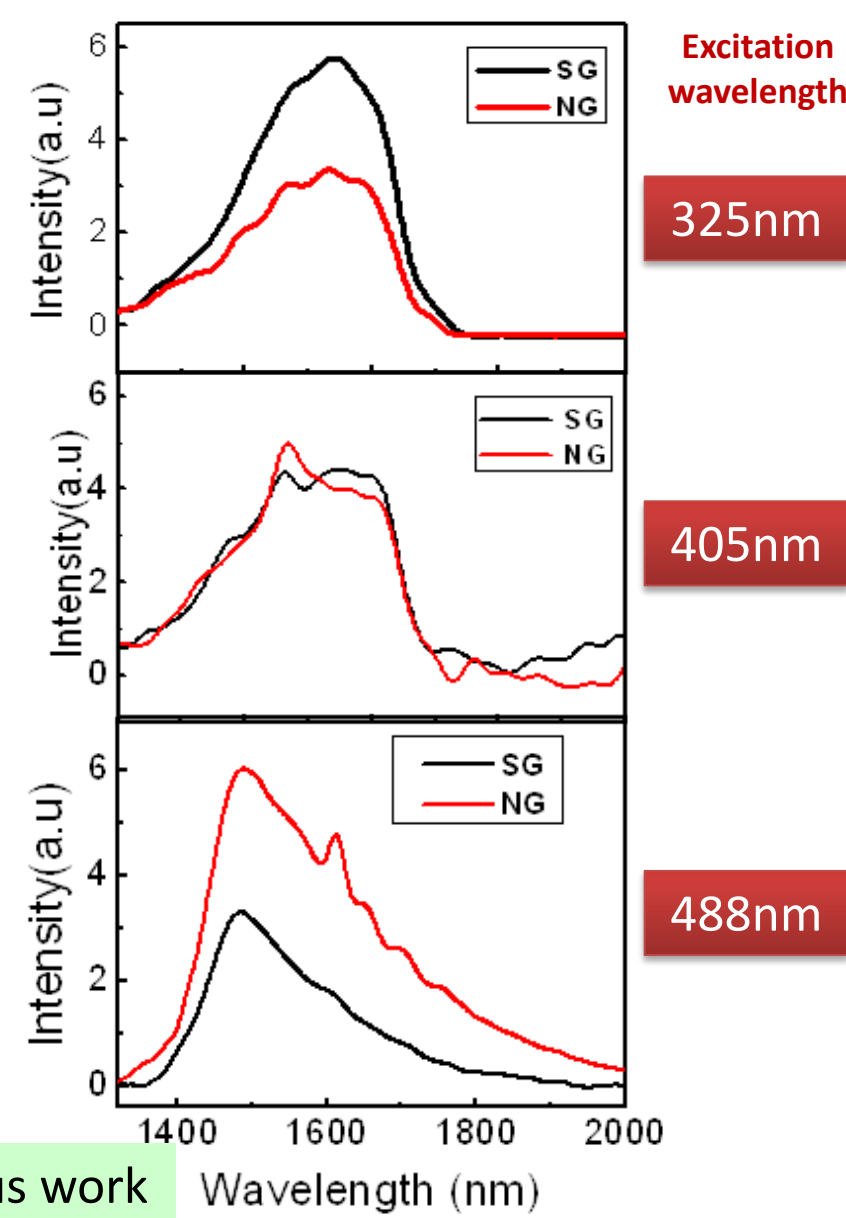 Excitation
wavelength
6
4
2
0
Intensity(a.u)
SG
NG
325nm
6
4
2
0
Intensity(a.u)
SG
NG
405nm
6
4
2
0
Intensity(a.u)
SG
NG
488nm
1400 1600 1800 2000
Wavelength (nm)
us work